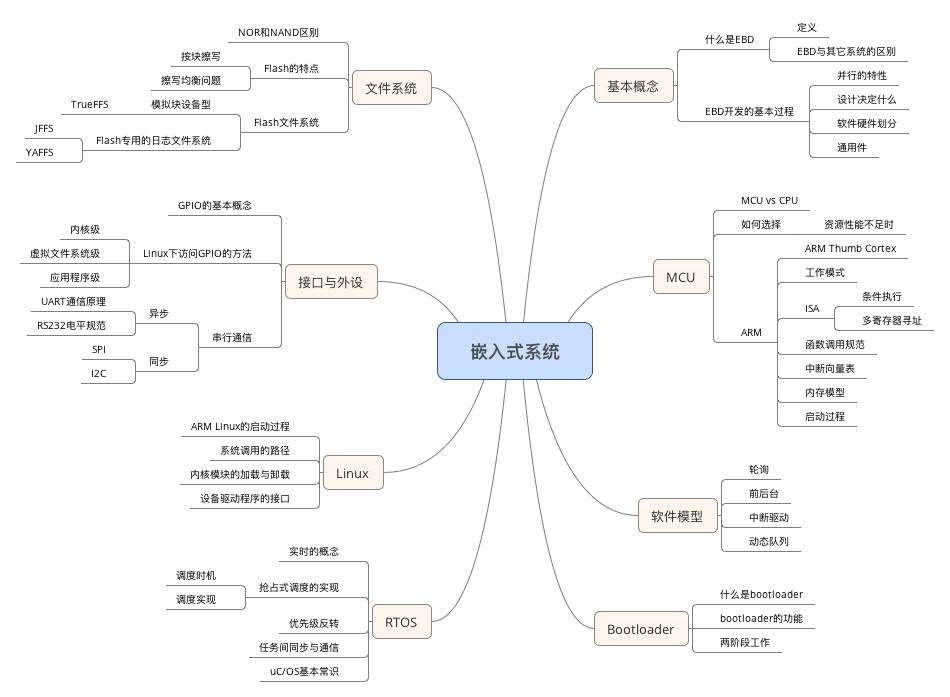 嵌入式系统
基本概念
什么是EBD
定义
EBD与其它系统的区别
EBD开发的基本过程
并行的特性
设计决定什么
软件硬件划分
通用件
MCU
MCU vs CPU
如何选择
资源性能不足时
ARM
ARM Thumb Cortex
工作模式
ISA
条件执行
多寄存器寻址
函数调用规范
中断向量表
内存模型
启动过程
软件模型
轮询
前后台
中断驱动
动态队列
Bootloader
什么是bootloader
bootloader的功能
两阶段工作
文件系统
NOR和NAND区别
Flash的特点
按块擦写
擦写均衡问题
Flash文件系统
模拟块设备型
TrueFFS
Flash专用的日志文件系统
JFFS
YAFFS
接口与外设
GPIO的基本概念
Linux下访问GPIO的方法
内核级
虚拟文件系统级
应用程序级
串行通信
异步
UART通信原理
RS232电平规范
同步
SPI
I2C
Linux
ARM Linux的启动过程
系统调用的路径
内核模块的加载与卸载
设备驱动程序的接口
RTOS
实时的概念
抢占式调度的实现
调度时机
调度实现
优先级反转
任务间同步与通信
uC/OS基本常识